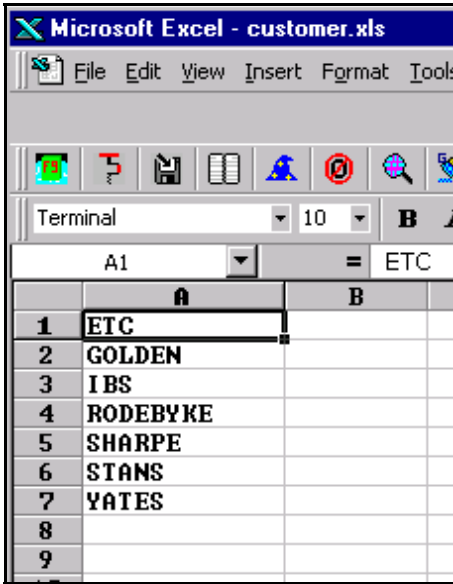 Microsoft Excel - customer.xls
File Edit View Insert Format Tools
F9
Terminal 10 B
A1 = ETC
A B
1 ETC
2 GOLDEN
3 IBS
4 RODEBYKE
5 SHARPE
6 STANS
7 YATES
8
9